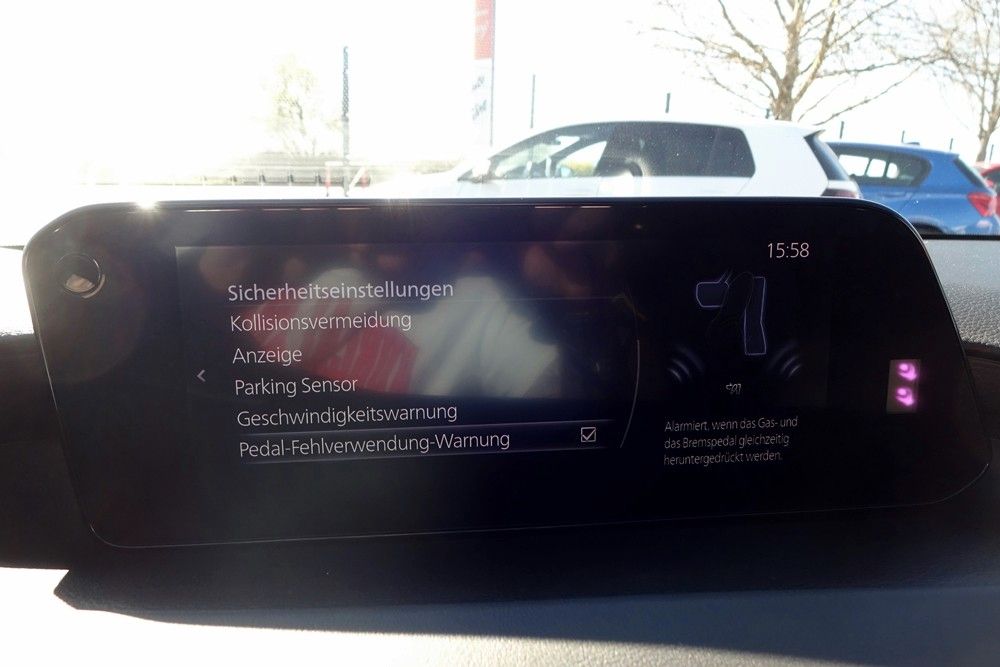 15:58
Sicherheitseinstellungen
Kollisionsvermeidung
Anzeige
Parking Sensor
Geschwindigkeitswarnung
Pedal-Fehlverwendung-Warnung
Alarmiert, wenn das Gas- und
das Bremspedal gleichzeitig
heruntergedrückt werden.